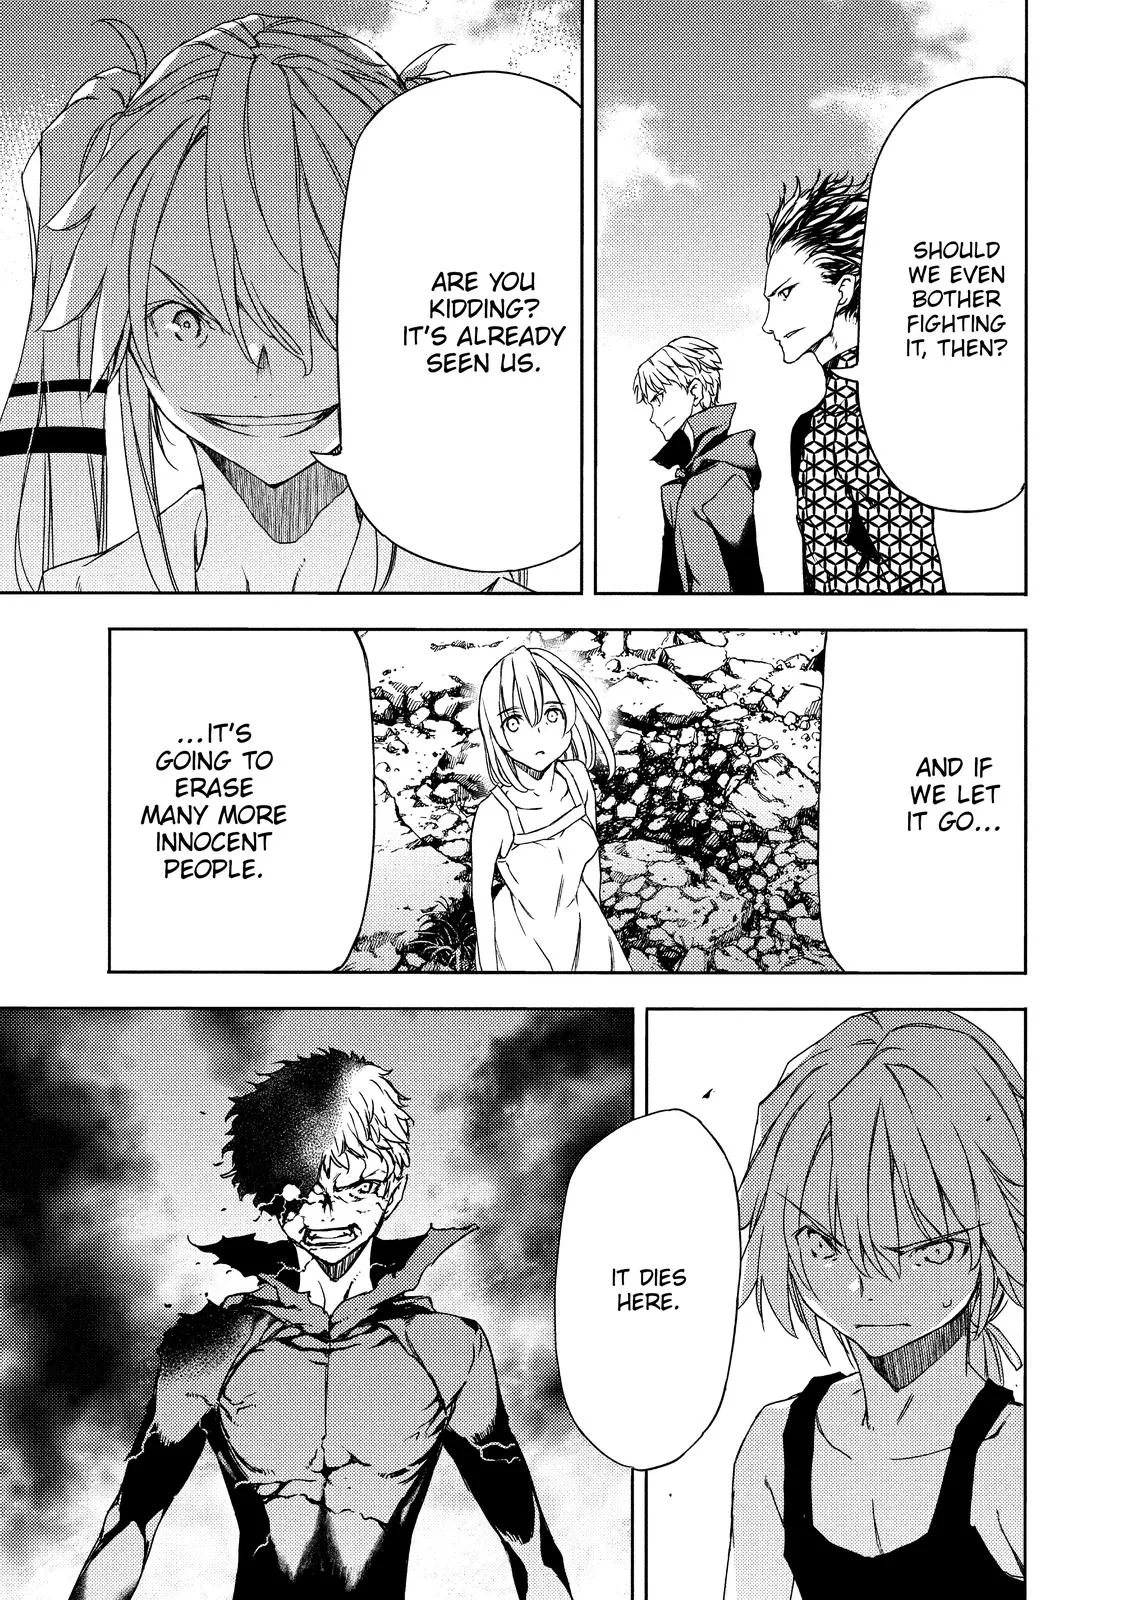 SHOULD
WE EVEN
BOTHER
FIGHTING
IT, THEN?
ARE YOU
KIDDING?
IT'S ALREADY
SEEN US.
AND IF
WE LET
IT GO...
...IT'S
GOING TO
ERASE
MANY MORE
INNOCENT
PEOPLE.
IT DIES
HERE.